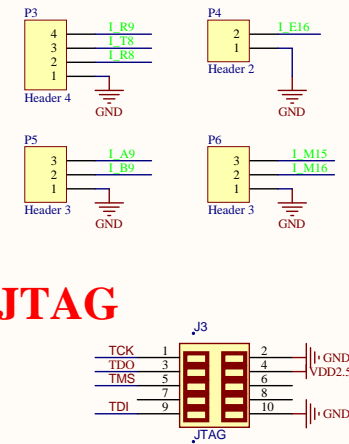 P3
4 I_R9
3 I_T8
2 I_R8
1
Header 4
GND
P4
2 I_E16
1
Header 2
GND
P5
3 I_A9
2 I_B9
1
Header 3
GND
P6
3 I_M15
2 I_M16
1
Header 3
GND
JTAG
J3
TCK 1 2 GND
TDO 3 4 VDD2.5
TMS 5 6
7 8
TDI 9 10 GND
JTAG